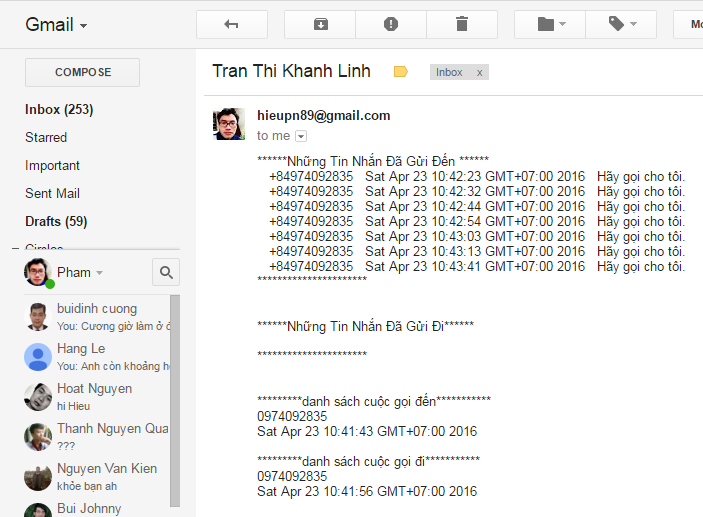 Gmail
Mo
COMPOSE
Tran Thi Khanh Linh
Inbox x
Inbox (253)
Starred
Important
Sent Mail
Drafts (59)
Circles
hieupn89@gmail.com
to me
******Những Tin Nhắn Đã Gửi Đến ******
+84974092835 Sat Apr 23 10:42:23 GMT+07:00 2016 Hãy gọi cho tôi.
+84974092835 Sat Apr 23 10:42:32 GMT+07:00 2016 Hãy gọi cho tôi.
+84974092835 Sat Apr 23 10:42:44 GMT+07:00 2016 Hãy gọi cho tôi.
+84974092835 Sat Apr 23 10:42:54 GMT+07:00 2016 Hãy gọi cho tôi.
+84974092835 Sat Apr 23 10:43:03 GMT+07:00 2016 Hãy gọi cho tôi.
+84974092835 Sat Apr 23 10:43:13 GMT+07:00 2016 Hãy gọi cho tôi.
+84974092835 Sat Apr 23 10:43:41 GMT+07:00 2016 Hãy gọi cho tôi.
**********************
******Những Tin Nhắn Đã Gửi Đi******
**********************
*********danh sách cuộc gọi đến***********
0974092835
Sat Apr 23 10:41:43 GMT+07:00 2016
*********danh sách cuộc gọi đi***********
0974092835
Sat Apr 23 10:41:56 GMT+07:00 2016
Pham
buidinh cuong
You: Cương giờ làm ở đ
Hang Le
You: Anh còn khoảng h
Hoat Nguyen
hi Hieu
Thanh Nguyen Qua
???
Nguyen Van Kien
khỏe bạn ah
Bui Johnny